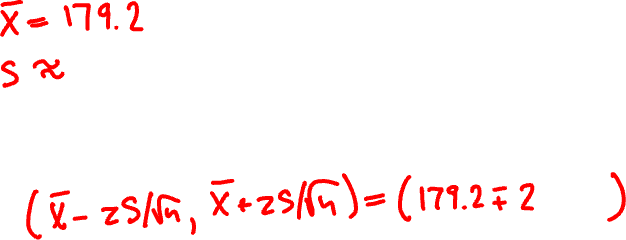 x̄ = 179.2
S ≈
(x̄ - zS/√n, x̄ + zS/√n) = (179.2 ∓ 2 )